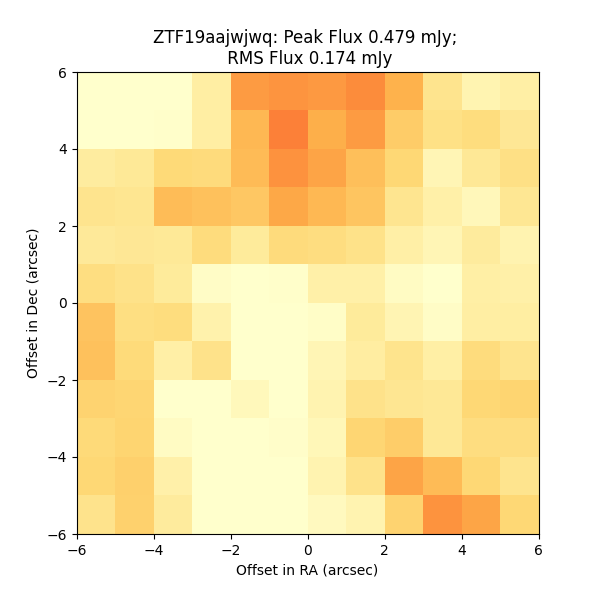 ZTF19aajwjwq: Peak Flux 0.479 mJy;
RMS Flux 0.174 mJy
6
4
2
0
−2
−4
−6
Offset in Dec (arcsec)
−6 −4 −2 0 2 4 6
Offset in RA (arcsec)